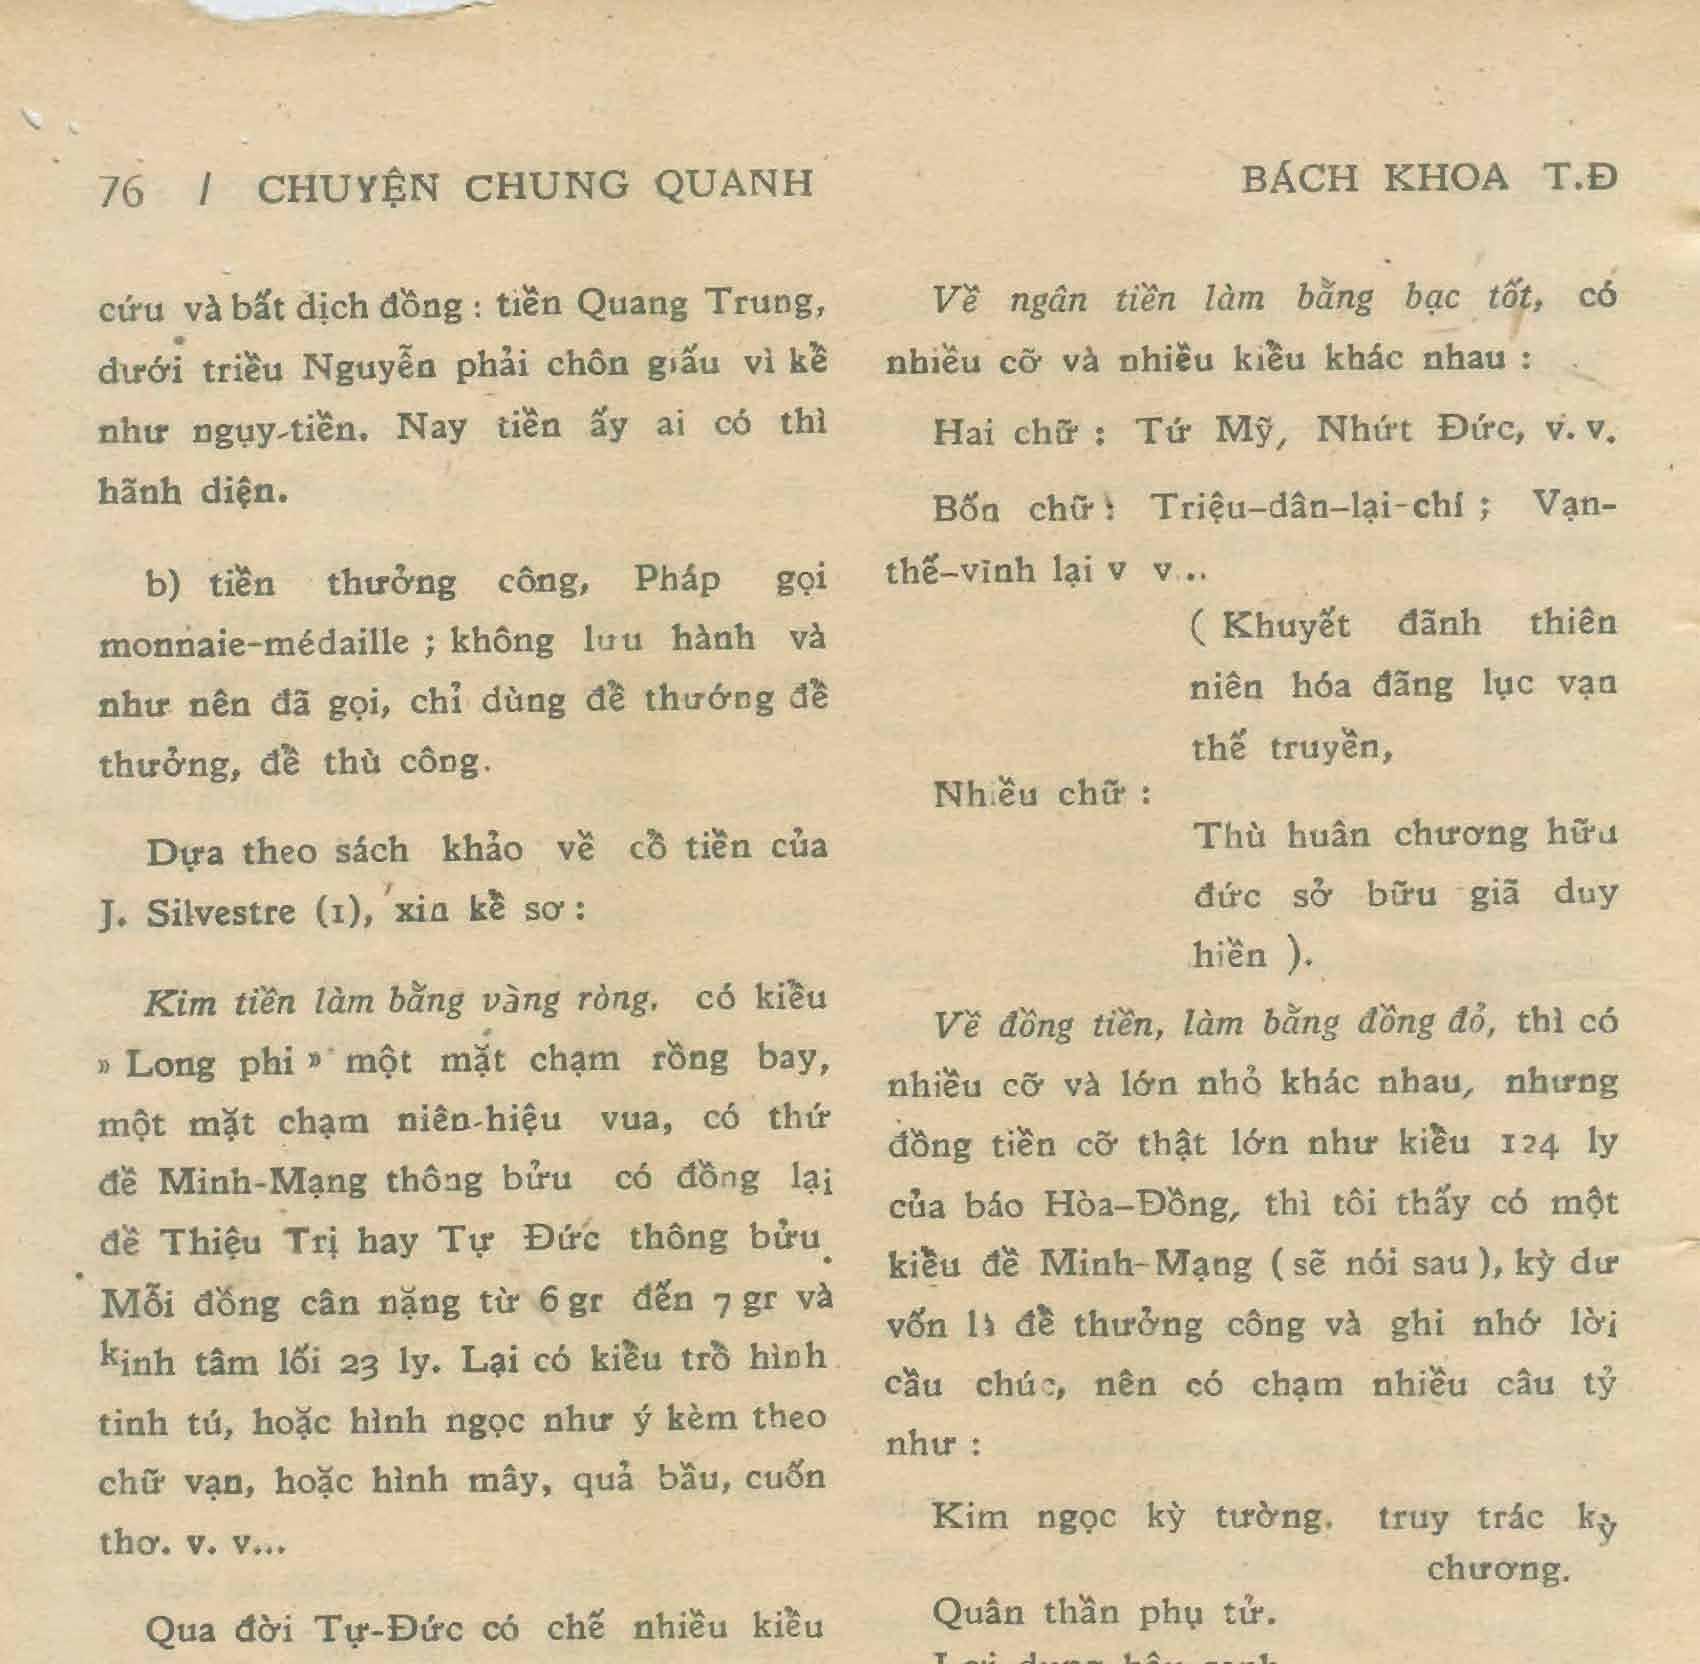 76 / CHUYỆN CHUNG QUANH
BÁCH KHOA T.Đ
cứu và bất dịch đồng : tiền Quang Trung,
dưới triều Nguyễn phải chôn giấu vì kể
như ngụy-tiền. Nay tiền ấy ai có thì
hãnh diện.
b) tiền thưởng công, Pháp gọi
monnaie-médaille ; không lưu hành và
như nên đã gọi, chỉ dùng để thướng để
thưởng, để thù công.
Dựa theo sách khảo về cổ tiền của
J. Silvestre (1), xin kể sơ :
Kim tiền làm bằng vàng ròng. có kiểu
» Long phi » một mặt chạm rồng bay,
một mặt chạm niên-hiệu vua, có thứ
đề Minh-Mạng thông bửu có đồng lại
đề Thiệu Trị hay Tự Đức thông bửu.
Mỗi đồng cân nặng từ 6 gr đến 7 gr và
kinh tâm lối 23 ly. Lại có kiểu trổ hình
tinh tú, hoặc hình ngọc như ý kèm theo
chữ vạn, hoặc hình mây, quả bầu, cuốn
thơ. v. v...
Qua đời Tự-Đức có chế nhiều kiểu
Về ngân tiền làm bằng bạc tốt, có
nhiều cỡ và nhiều kiểu khác nhau :
Hai chữ : Tứ Mỹ, Nhứt Đức, v. v.
Bốn chữ : Triệu-dân-lại-chí ; Vạn-
thế-vĩnh lại v v...
( Khuyết đãnh thiên
niên hóa đãng lục vạn
thế truyền,
Nhiều chữ :
Thù huân chương hữu
đức sở bữu giã duy
hiền ).
Về đồng tiền, làm bằng đồng đỏ, thì có
nhiều cỡ và lớn nhỏ khác nhau, nhưng
đồng tiền cỡ thật lớn như kiểu 124 ly
của báo Hòa-Đồng, thì tôi thấy có một
kiểu đề Minh-Mạng ( sẽ nói sau ), kỳ dư
vốn là để thưởng công và ghi nhớ lời
cầu chúc, nên có chạm nhiều câu tỷ
như :
Kim ngọc kỳ tường. truy trác kỳ
chương.
Quân thần phụ tử.